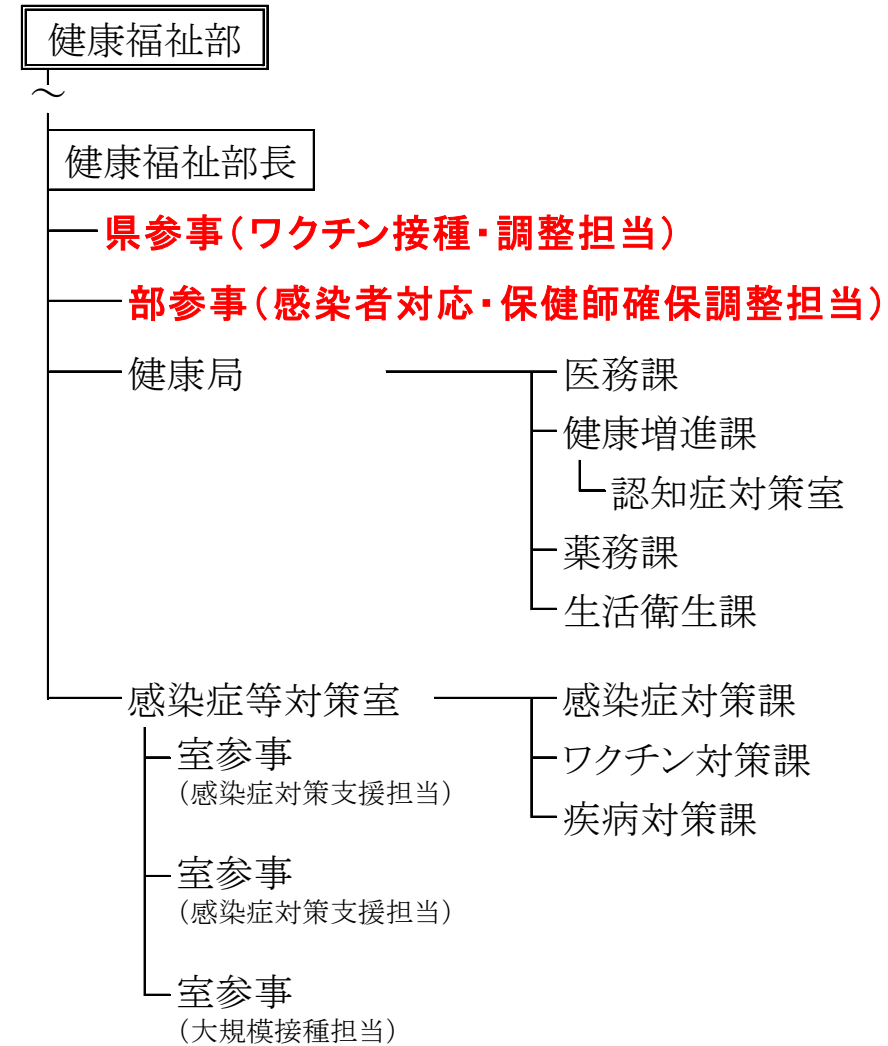 健康福祉部
～
健康福祉部長
県参事（ワクチン接種・調整担当）
部参事（感染者対応・保健師確保調整担当）
健康局
医務課
健康増進課
認知症対策室
薬務課
生活衛生課
感染症等対策室
感染症対策課
室参事
ワクチン対策課
（感染症対策支援担当）
疾病対策課
室参事
（感染症対策支援担当）
室参事
（大規模接種担当）